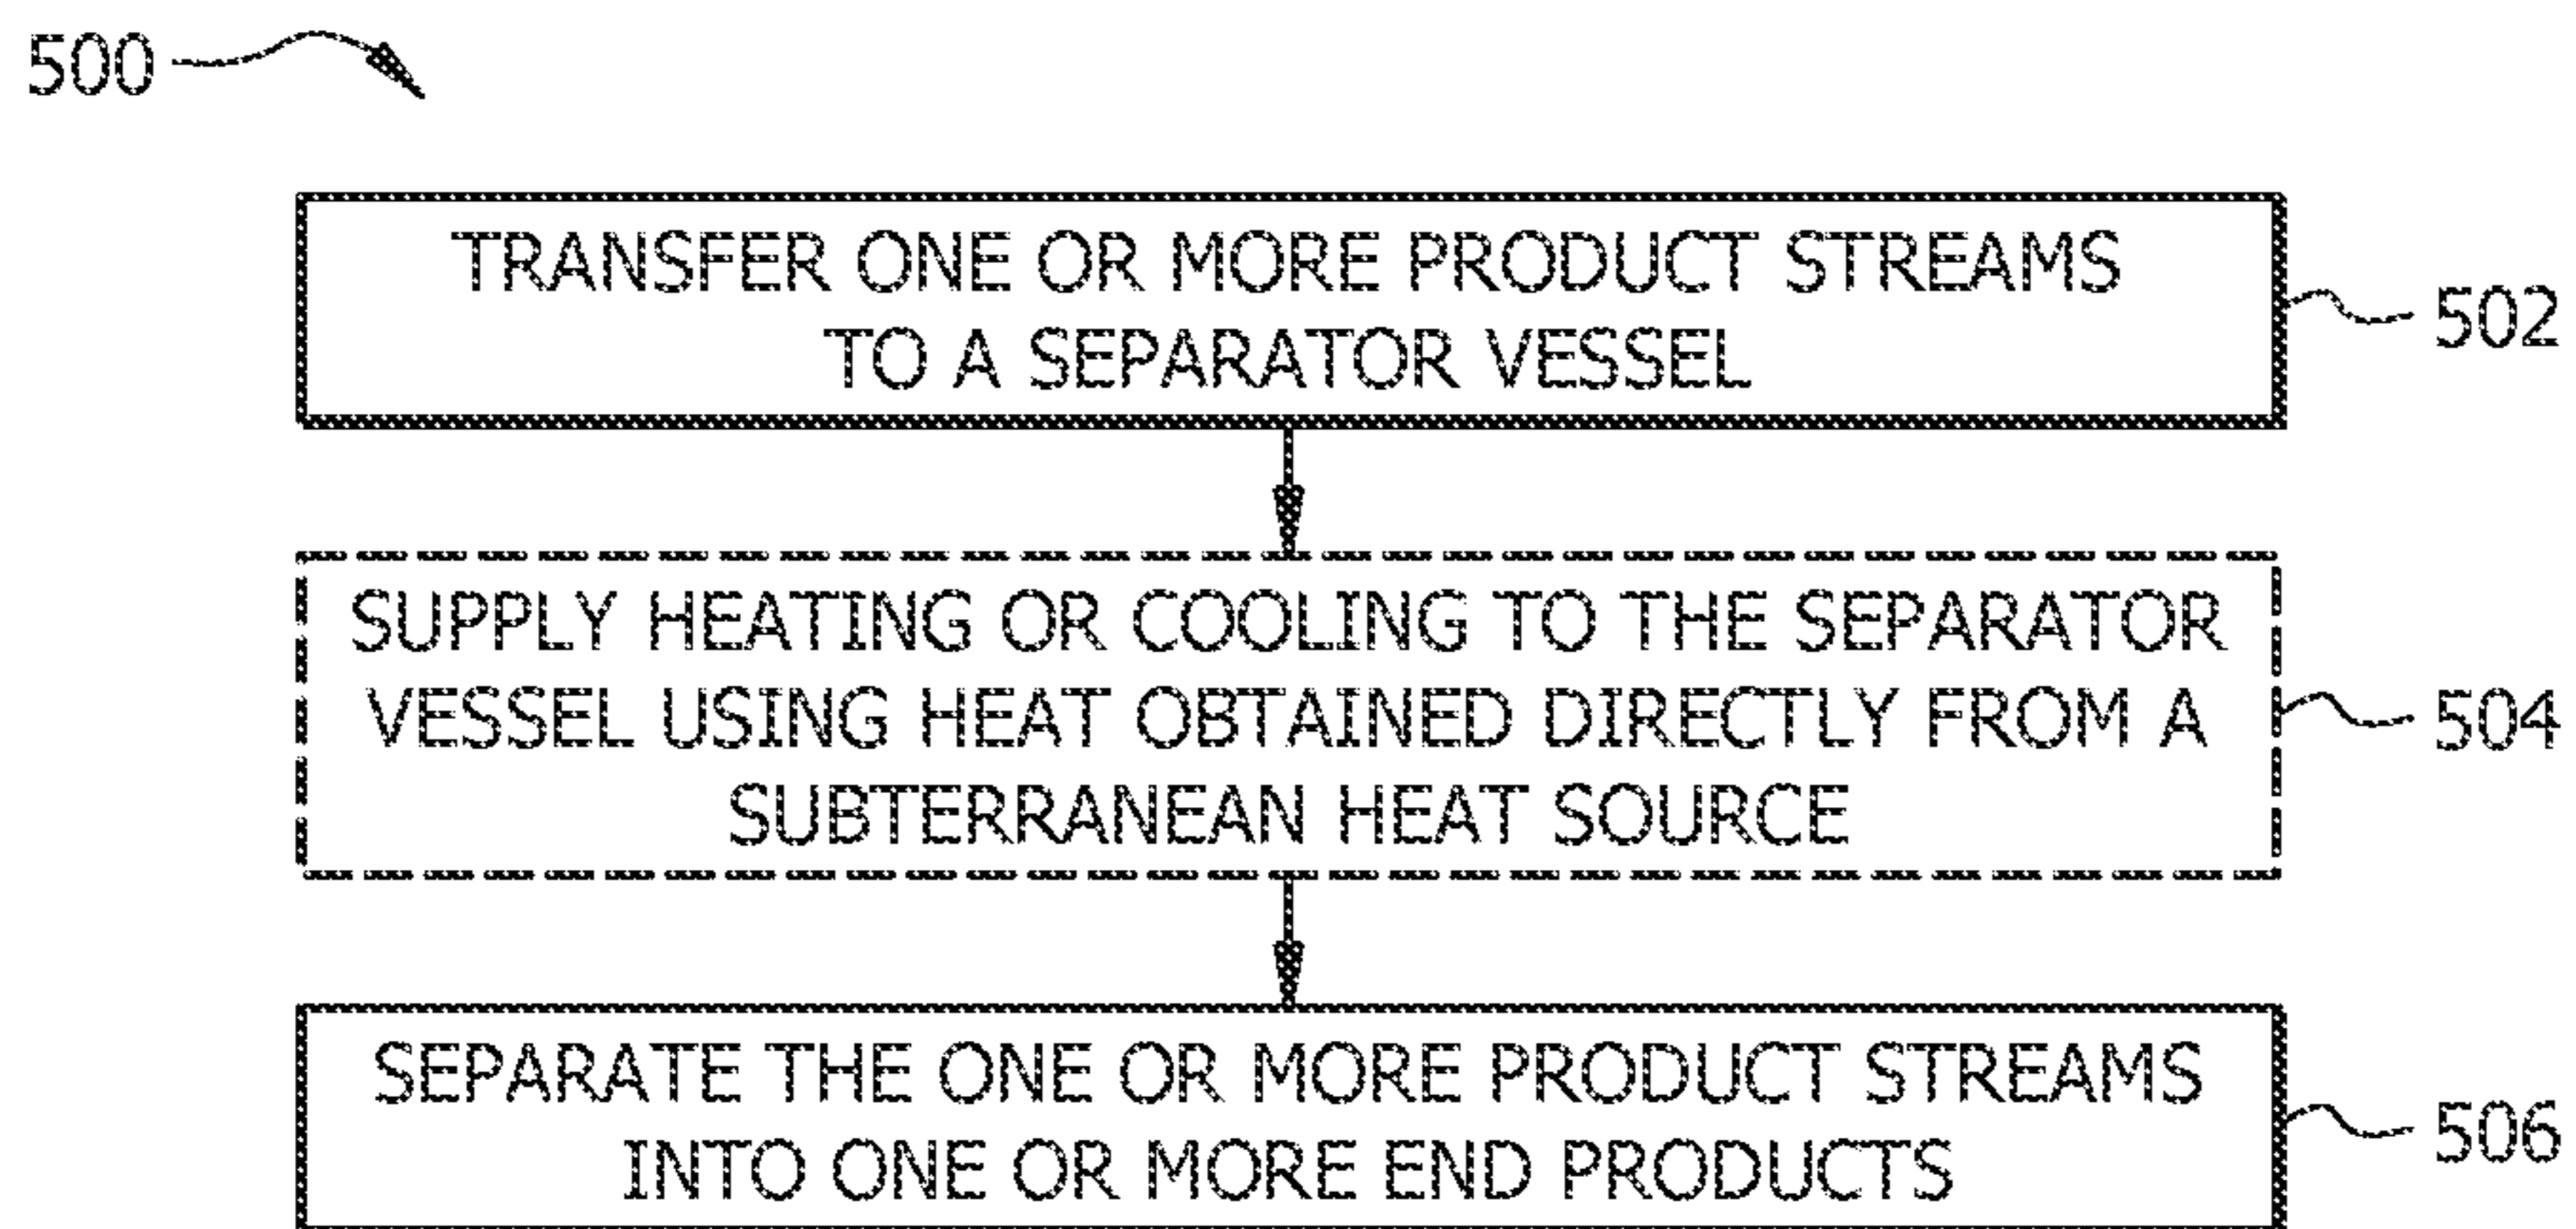 500
TRANSFER ONE OR MORE PRODUCT STREAMS
TO A SEPARATOR VESSEL
502
SUPPLY HEATING OR COOLING TO THE SEPARATOR
VESSEL USING HEAT OBTAINED DIRECTLY FROM A
SUBTERRANEAN HEAT SOURCE
504
SEPARATE THE ONE OR MORE PRODUCT STREAMS
INTO ONE OR MORE END PRODUCTS
506